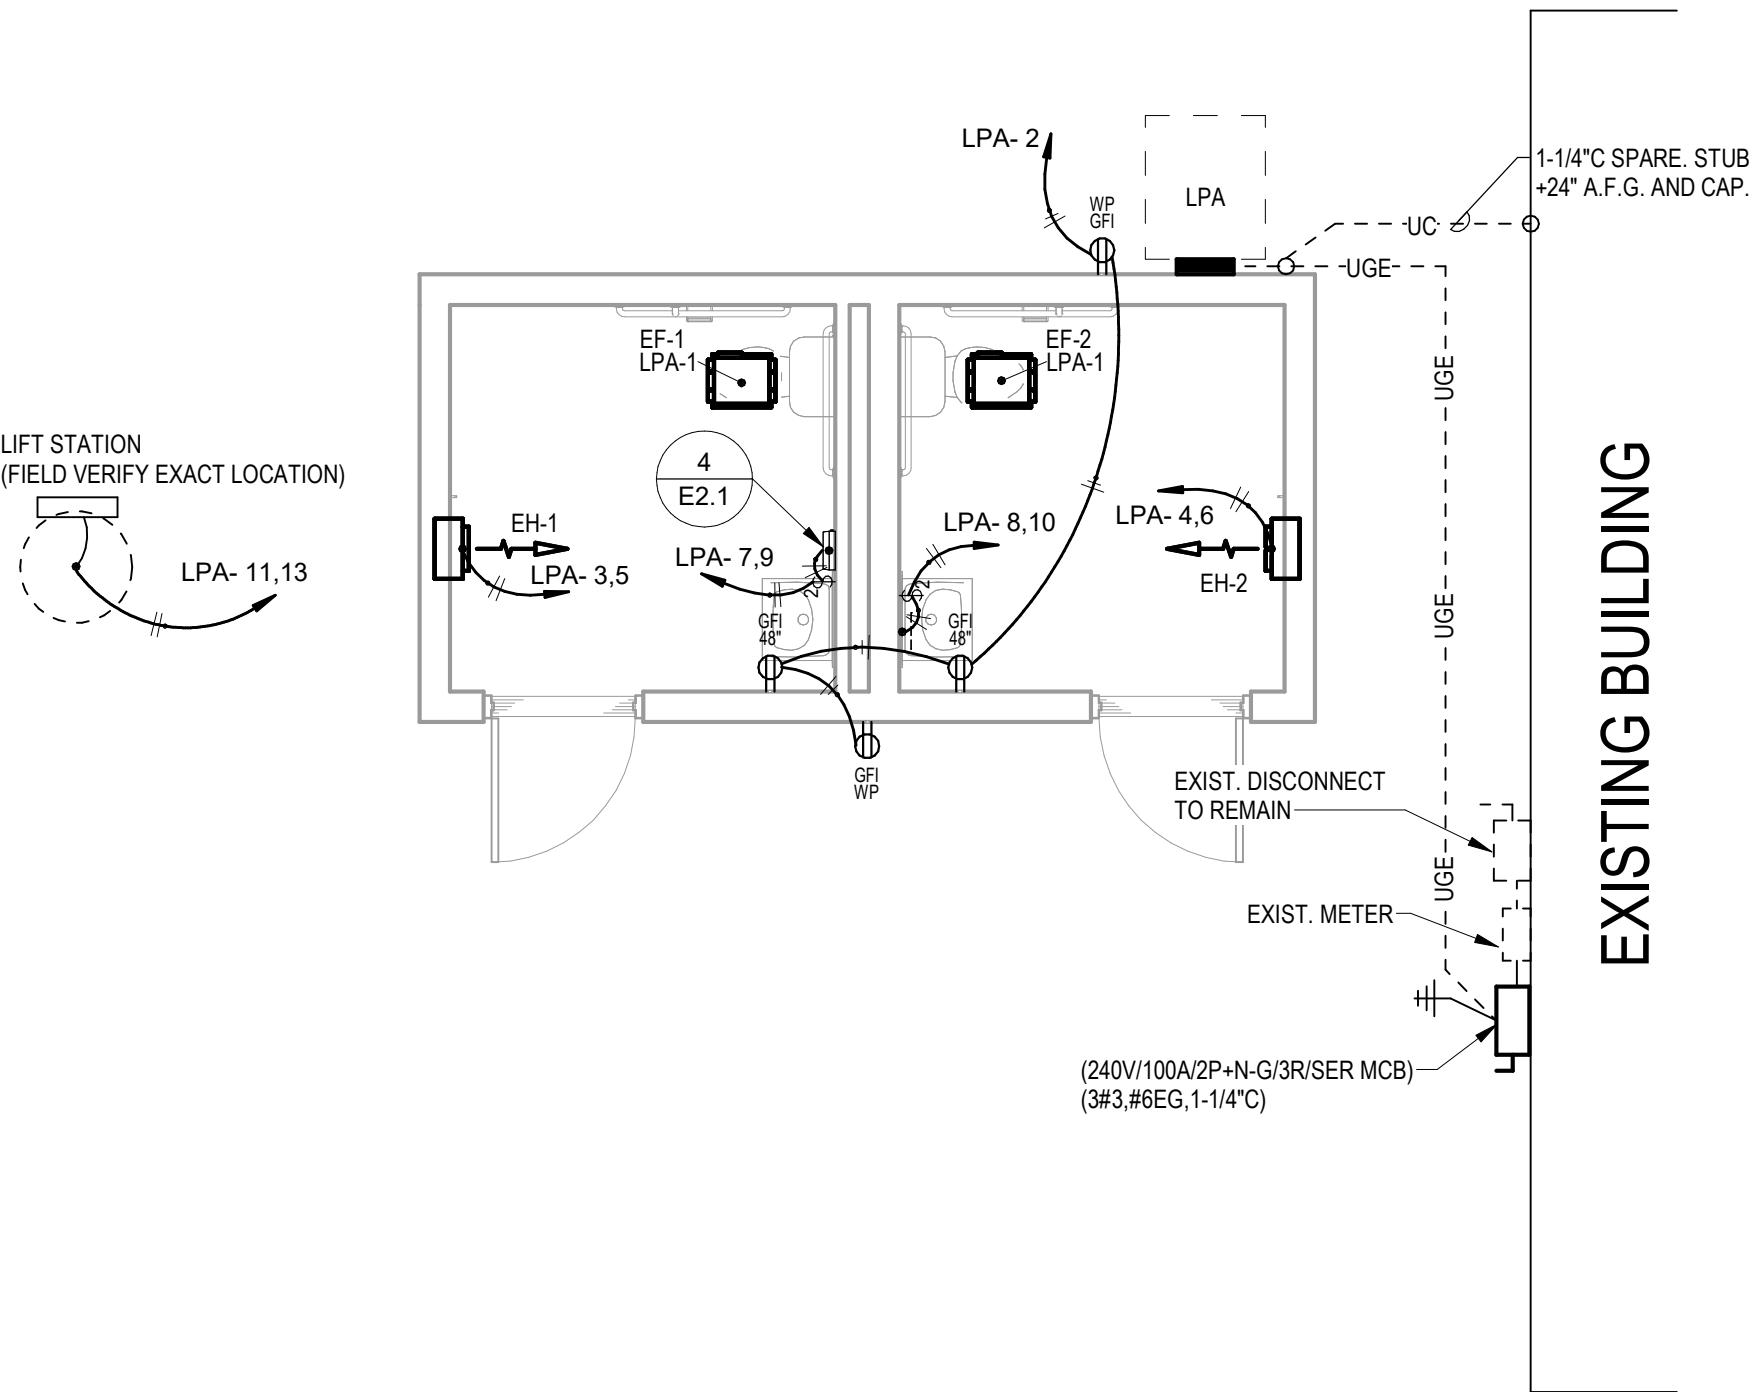 LPA- 2
WP
GFI
LPA
1-1/4"C SPARE. STUB
+24" A.F.G. AND CAP.
UC
UGE
EF-1
LPA-1
EF-2
LPA-1
UGE
LIFT STATION
(FIELD VERIFY EXACT LOCATION)
4
E2.1
EH-1
LPA- 3,5
LPA- 7,9
LPA- 8,10
LPA- 4,6
EH-2
LPA- 11,13
$2
$2
GFI
48"
GFI
48"
UGE
GFI
WP
EXISTING BUILDING
EXIST. DISCONNECT
TO REMAIN
UGE
EXIST. METER
(240V/100A/2P+N-G/3R/SER MCB)
(3#3,#6EG,1-1/4"C)